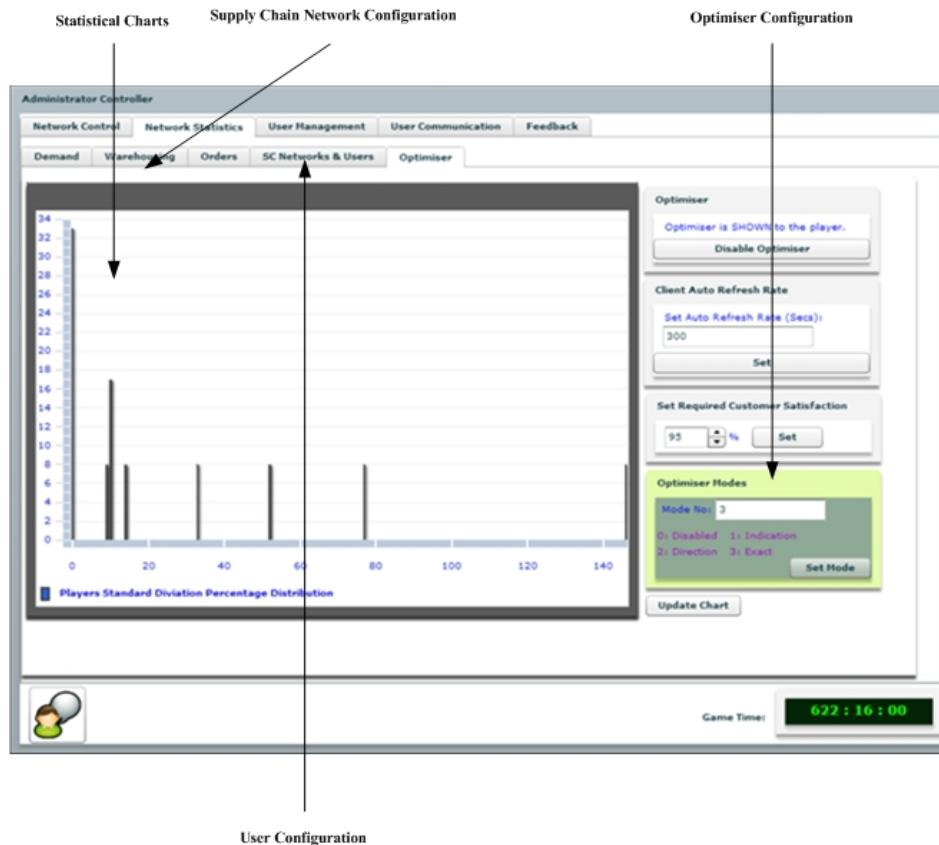 Statistical Charts
Supply Chain Network Configuration
Optimiser Configuration
Administrator Controller
Network Control Network Statistics User Management User Communication Feedback
Demand Warehousing Orders SC Networks & Users Optimiser
34
32
30
28
26
24
22
20
18
16
14
12
10
8
6
4
2
0
0 20 40 60 80 100 120 140
Players Standard Diviation Percentage Distribution
Optimiser
Optimiser is SHOWN to the player.
Disable Optimiser
Client Auto Refresh Rate
Set Auto Refresh Rate (Secs):
300
Set
Set Required Customer Satisfaction
95 % Set
Optimiser Modes
Mode No: 3
0: Disabled 1: Indication
2: Direction 3: Exact
Set Mode
Update Chart
Game Time: 622 : 16 : 00
User Configuration